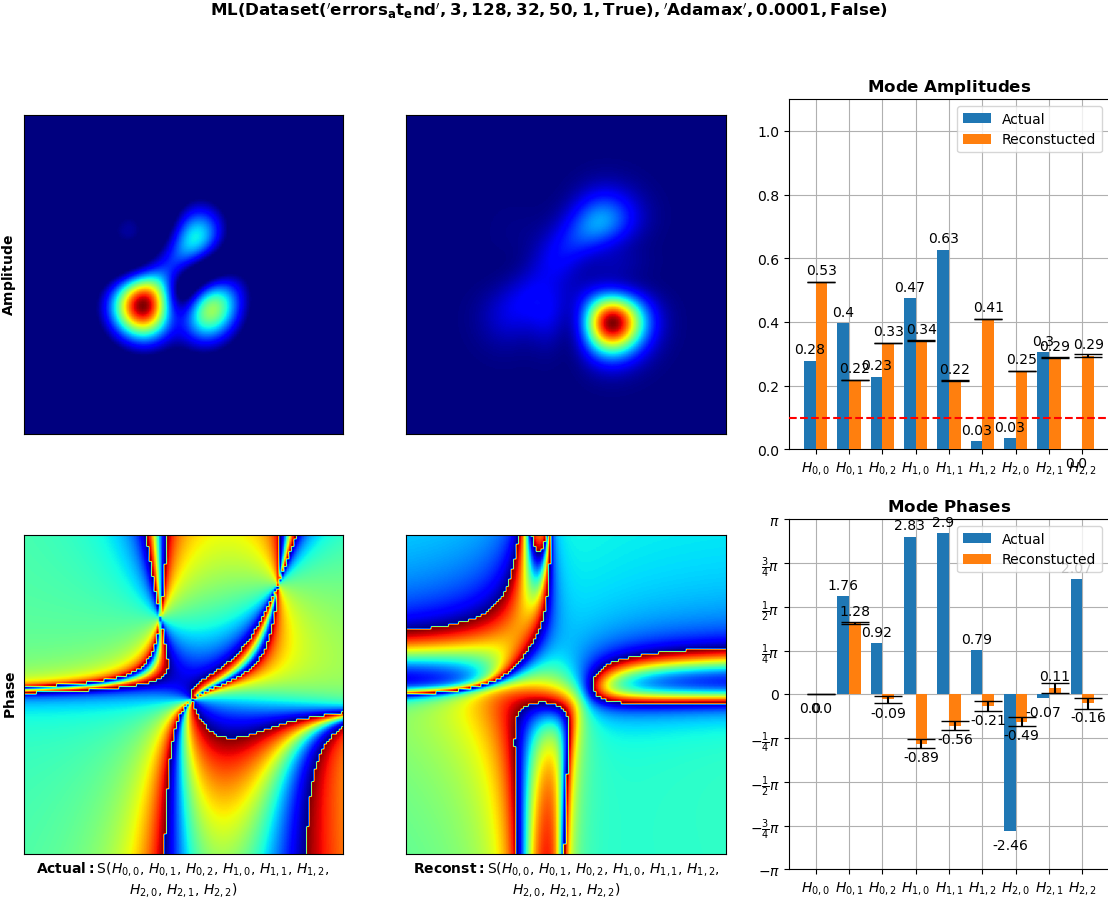 ML(Dataset('errors_at_end', 3, 128, 32, 50, 1, True), 'Adamax', 0.0001, False)
Amplitude
Mode Amplitudes
Actual
Reconstucted
1.0
0.8
0.6
0.4
0.2
0.0
0.28
0.53
0.4
0.22
0.23
0.33
0.47
0.34
0.63
0.22
0.03
0.41
0.03
0.25
0.3
0.29
0.0
0.29
H0,0 H0,1 H0,2 H1,0 H1,1 H1,2 H2,0 H2,1 H2,2
Phase
Mode Phases
Actual
Reconstucted
π
3/4π
1/2π
1/4π
0
−1/4π
−1/2π
−3/4π
−π
0.0
0.0
1.76
1.28
0.92
-0.09
2.83
-0.89
2.9
-0.56
0.79
-0.21
-2.46
-0.49
-0.07
0.11
2.07
-0.16
H0,0 H0,1 H0,2 H1,0 H1,1 H1,2 H2,0 H2,1 H2,2
Actual: S(H0,0, H0,1, H0,2, H1,0, H1,1, H1,2,
H2,0, H2,1, H2,2)
Reconst: S(H0,0, H0,1, H0,2, H1,0, H1,1, H1,2,
H2,0, H2,1, H2,2)